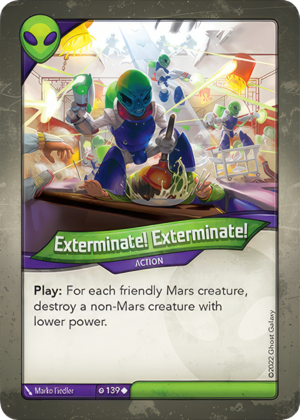 Exterminate! Exterminate!
ACTION
Play: For each friendly Mars creature,
destroy a non-Mars creature with
lower power.
©2022 Ghost Galaxy
Marko Fiedler
139